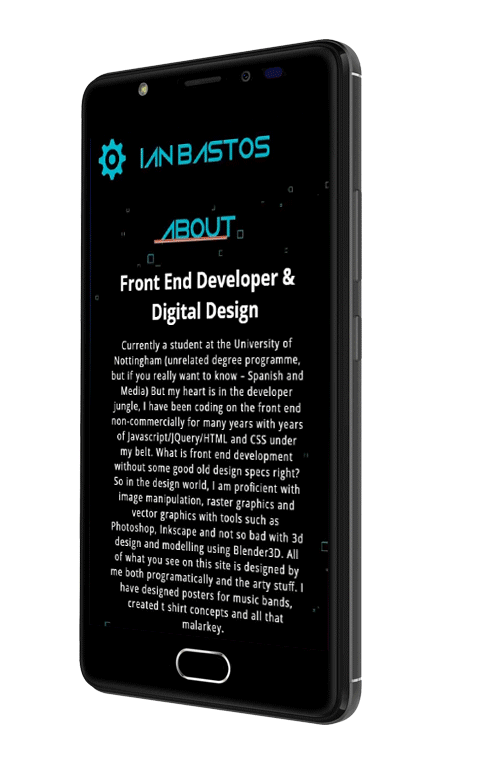 IAN BASTOS
ABOUT
Front End Developer &
Digital Design
Currently a student at the University of
Nottingham (unrelated degree programme,
but if you really want to know – Spanish and
Media) But my heart is in the developer
jungle, I have been coding on the front end
non-commercially for many years with years
of Javascript/JQuery/HTML and CSS under
my belt. What is front end development
without some good old design specs right?
So in the design world, I am proficient with
image manipulation, raster graphics and
vector graphics with tools such as
Photoshop, Inkscape and not so bad with 3d
design and modelling using Blender3D. All
of what you see on this site is designed by
me both programatically and the arty stuff. I
have designed posters for music bands,
created t shirt concepts and all that
malarkey.